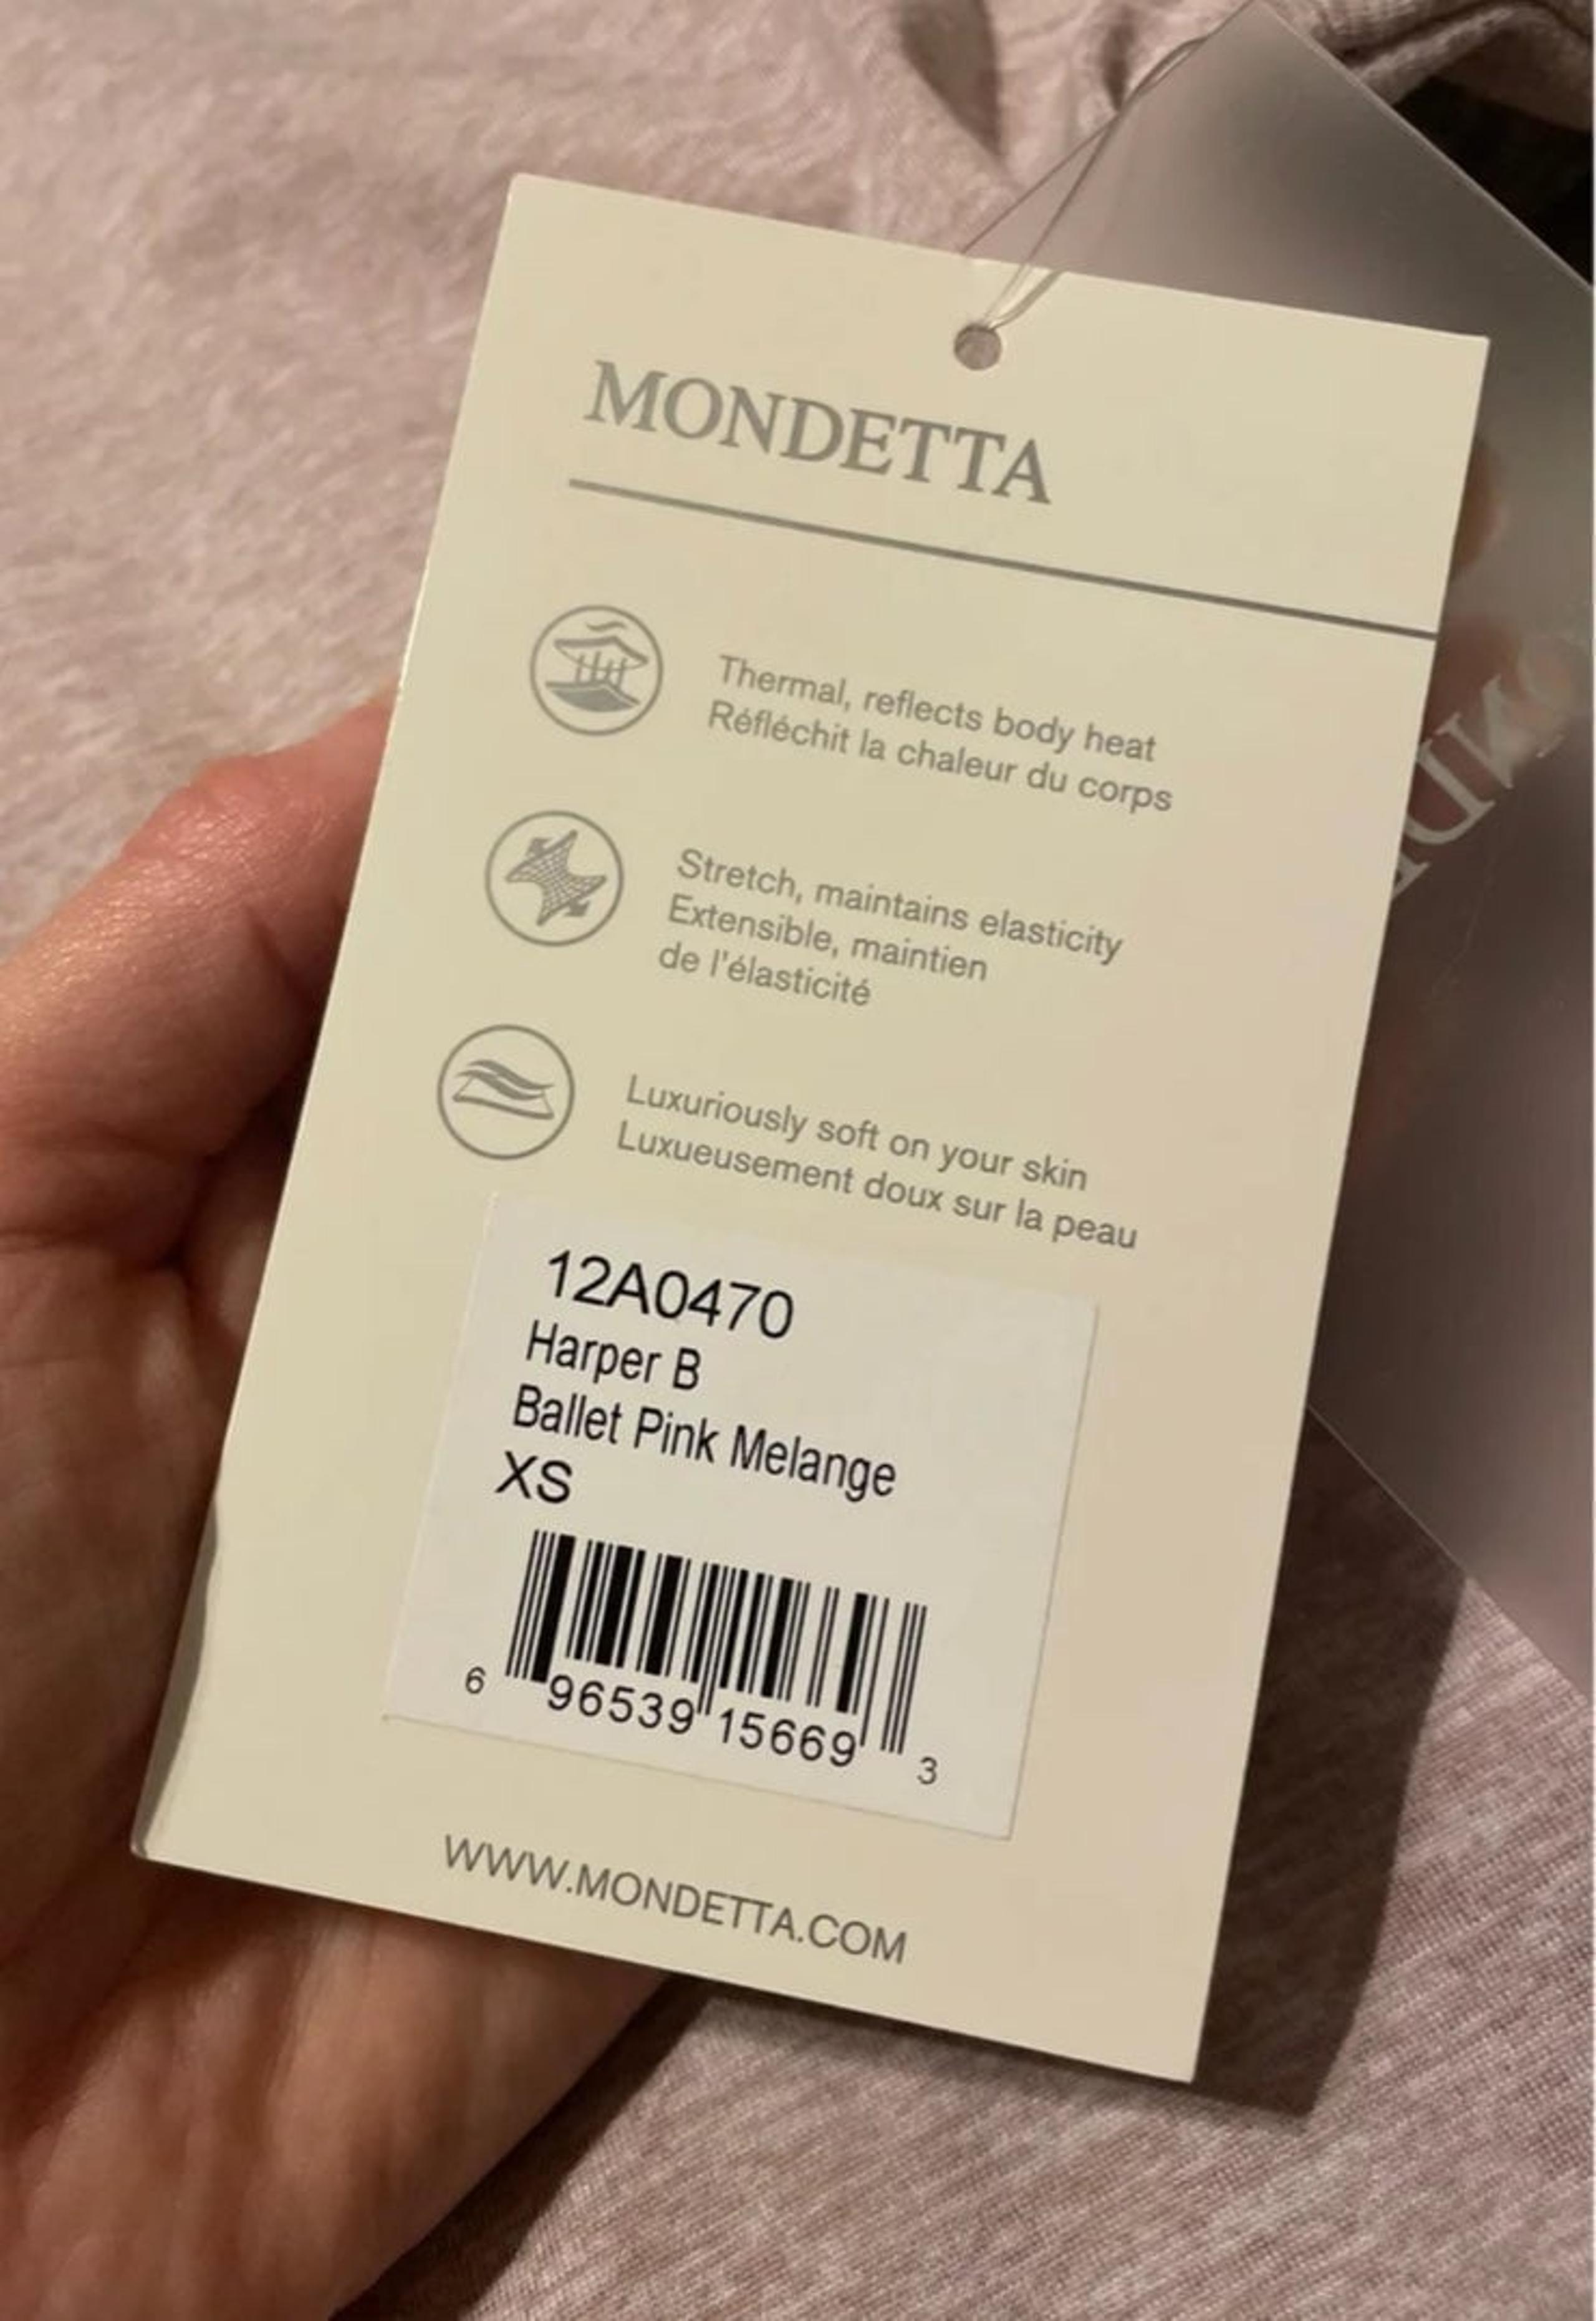 MONDETTA
Thermal, reflects body heat
Réfléchit la chaleur du corps
Stretch, maintains elasticity
Extensible, maintien
de l'élasticité
Luxuriously soft on your skin
Luxueusement doux sur la peau
12A0470
Harper B
Ballet Pink Melange
XS
6 96539 15669 3
WWW.MONDETTA.COM